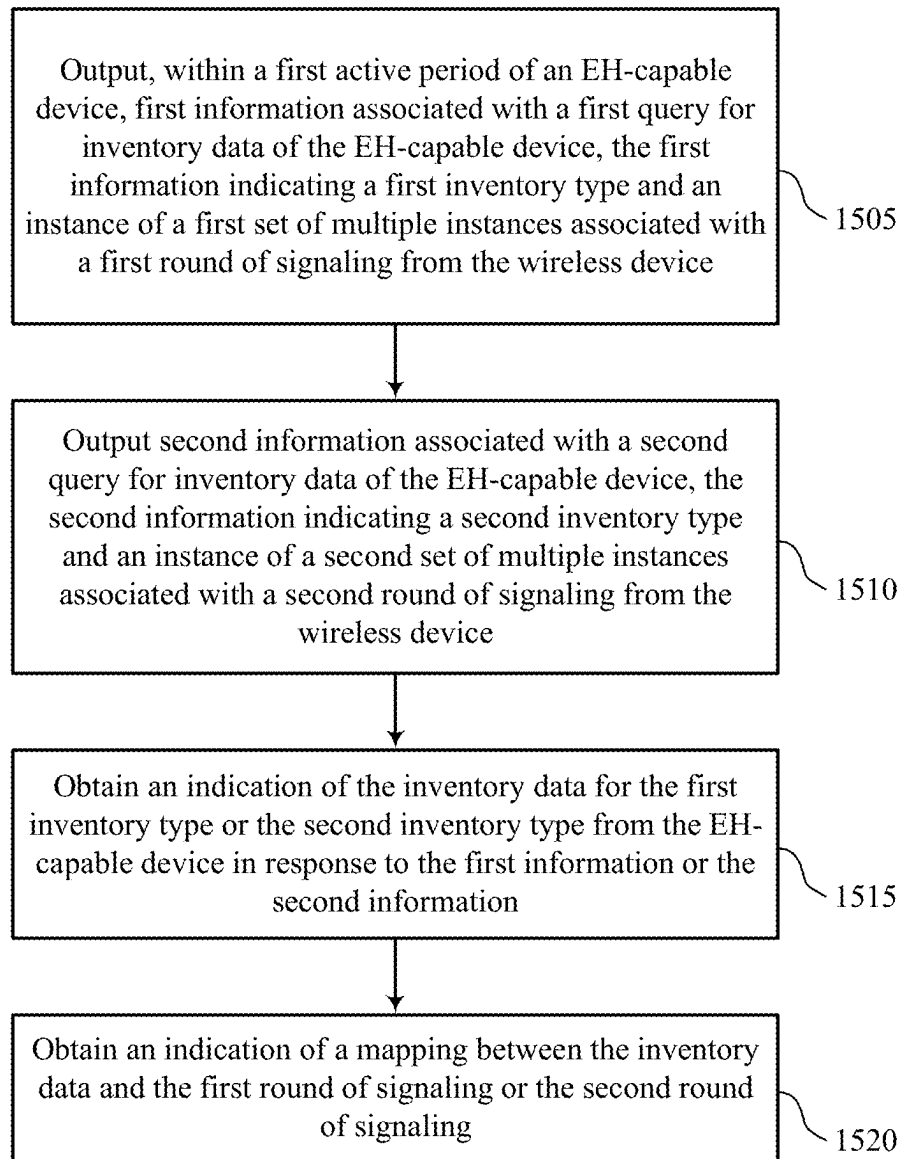 Output, within a first active period of an EH-capable
device, first information associated with a first query for
inventory data of the EH-capable device, the first
information indicating a first inventory type and an
instance of a first set of multiple instances associated with
a first round of signaling from the wireless device
1505
Output second information associated with a second
query for inventory data of the EH-capable device, the
second information indicating a second inventory type
and an instance of a second set of multiple instances
associated with a second round of signaling from the
wireless device
1510
Obtain an indication of the inventory data for the first
inventory type or the second inventory type from the EH-
capable device in response to the first information or the
second information
1515
Obtain an indication of a mapping between the inventory
data and the first round of signaling or the second round
of signaling
1520